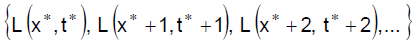 {L(x*,t*), L(x* +1,t* +1), L(x* +2, t* +2),...}